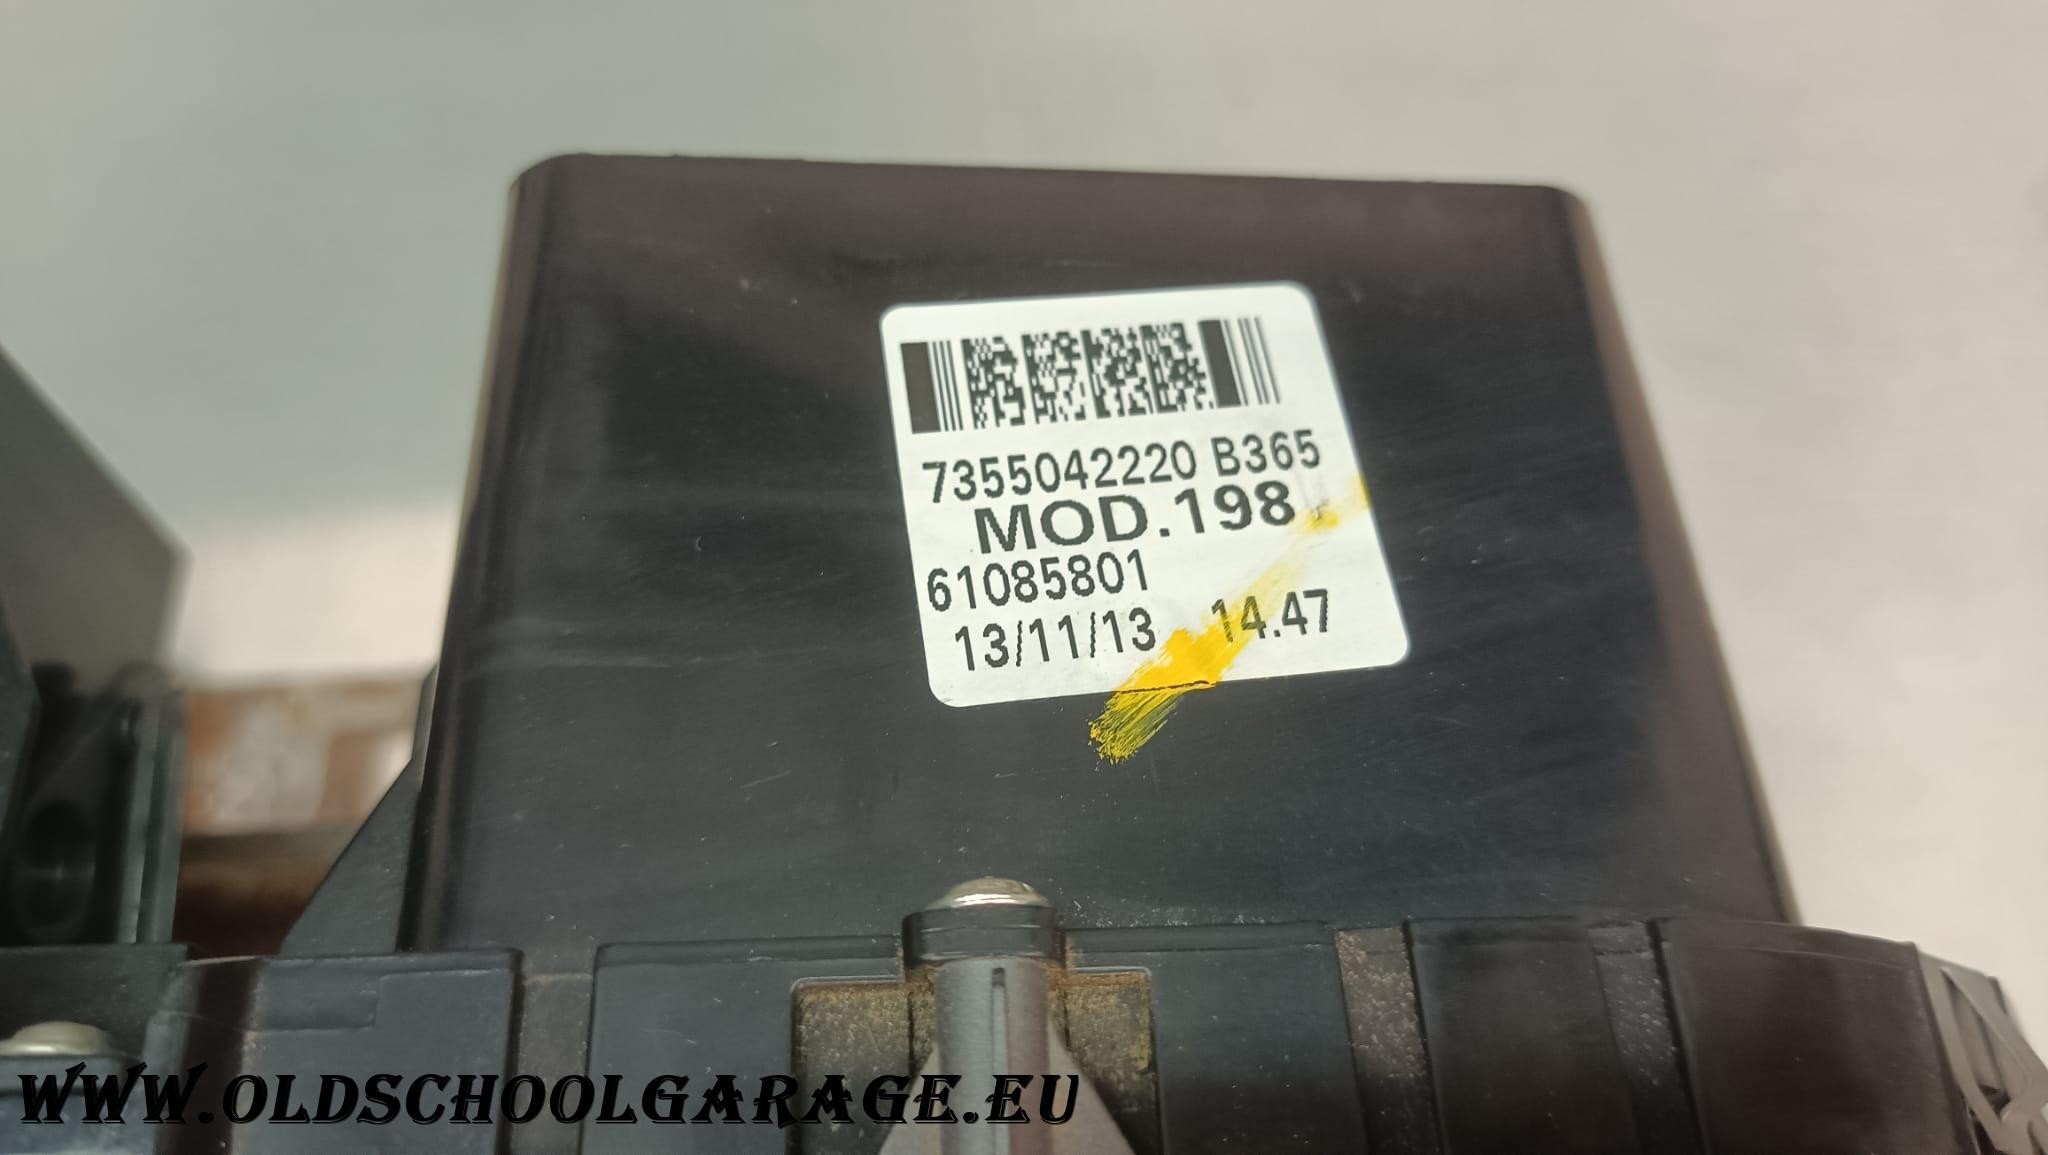 7355042220 B365
MOD.198
61085801
13/11/13 14.47
WWW.OLDSCHOOLGARAGE.EU